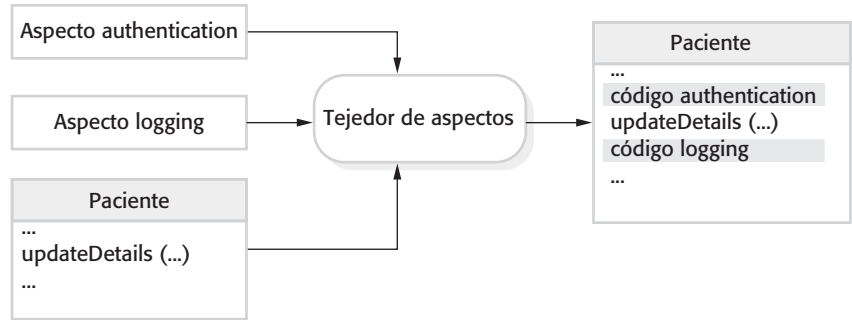 Aspecto authentication
Aspecto logging
Paciente
...
updateDetails (...)
...
Tejedor de aspectos
Paciente
...
código authentication
updateDetails (...)
código logging
...